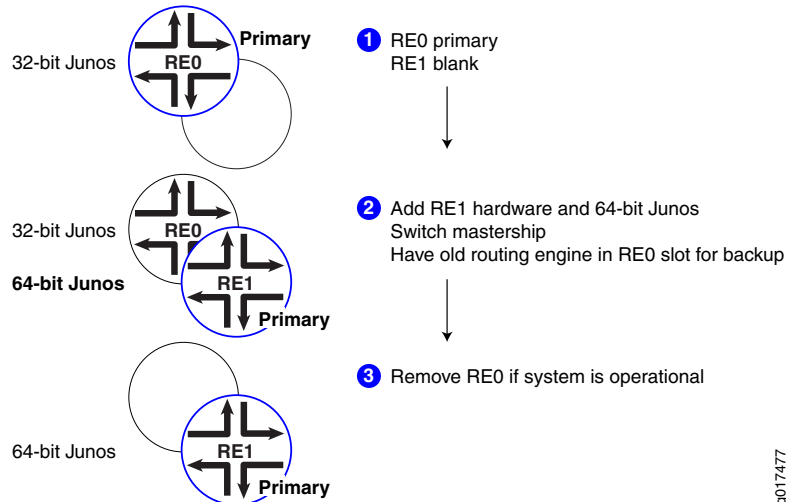 32-bit Junos
RE0
Primary
1 RE0 primary
RE1 blank
32-bit Junos
64-bit Junos
RE0
RE1
Primary
2 Add RE1 hardware and 64-bit Junos
Switch mastership
Have old routing engine in RE0 slot for backup
64-bit Junos
RE1
Primary
3 Remove RE0 if system is operational
g017477